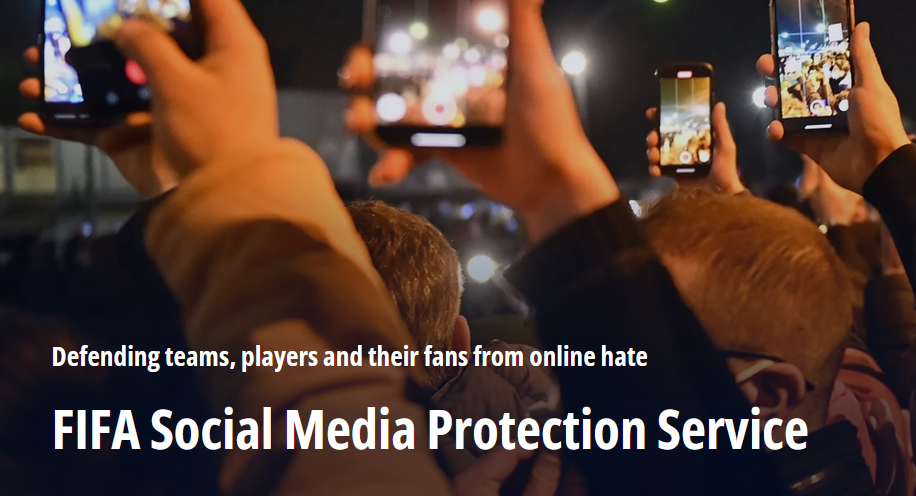 Defending teams, players and their fans from online hate
FIFA Social Media Protection Service